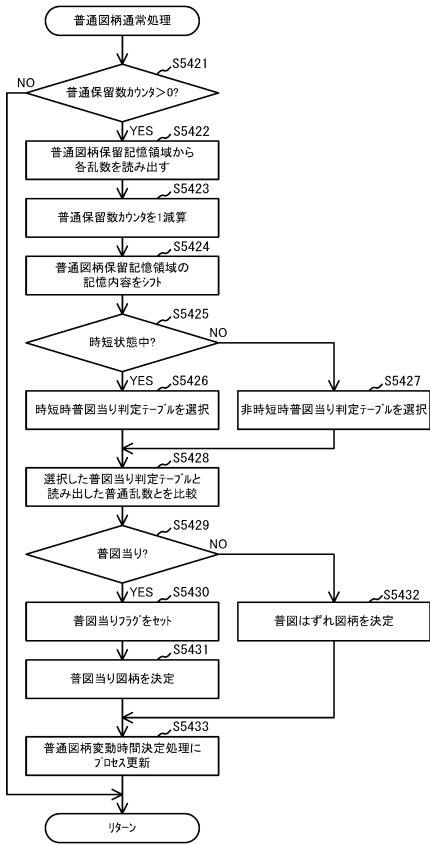 普通図柄通常処理
S5421
NO
普通保留数カウンタ>0?
YES
S5422
普通図柄保留記憶領域から
各乱数を読み出す
S5423
普通保留数カウンタを1減算
S5424
普通図柄保留記憶領域の
記憶内容をシフト
S5425
時短状態中?
NO
YES
S5426
時短時普図当り判定テーブルを選択
S5427
非時短時普図当り判定テーブルを選択
S5428
選択した普図当り判定テーブルと
読み出した普通乱数とを比較
S5429
普図当り?
NO
YES
S5430
普図当りフラグをセット
S5432
普図はずれ図柄を決定
S5431
普図当り図柄を決定
S5433
普通図柄変動時間決定処理に
プロセス更新
リターン